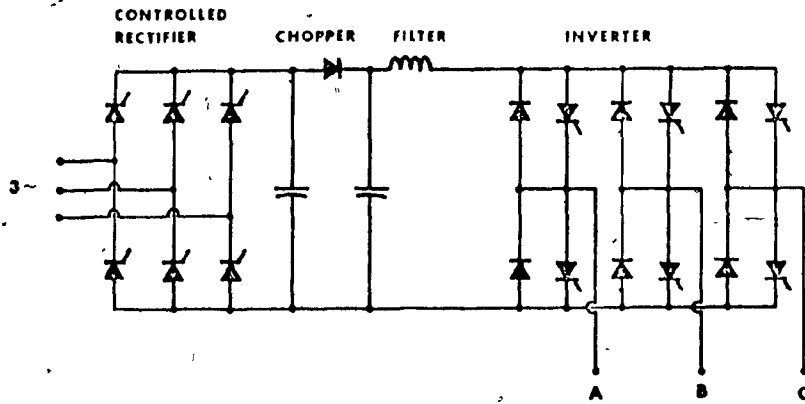 CONTROLLED
RECTIFIER
CHOPPER
FILTER
INVERTER
3~
A
B
C